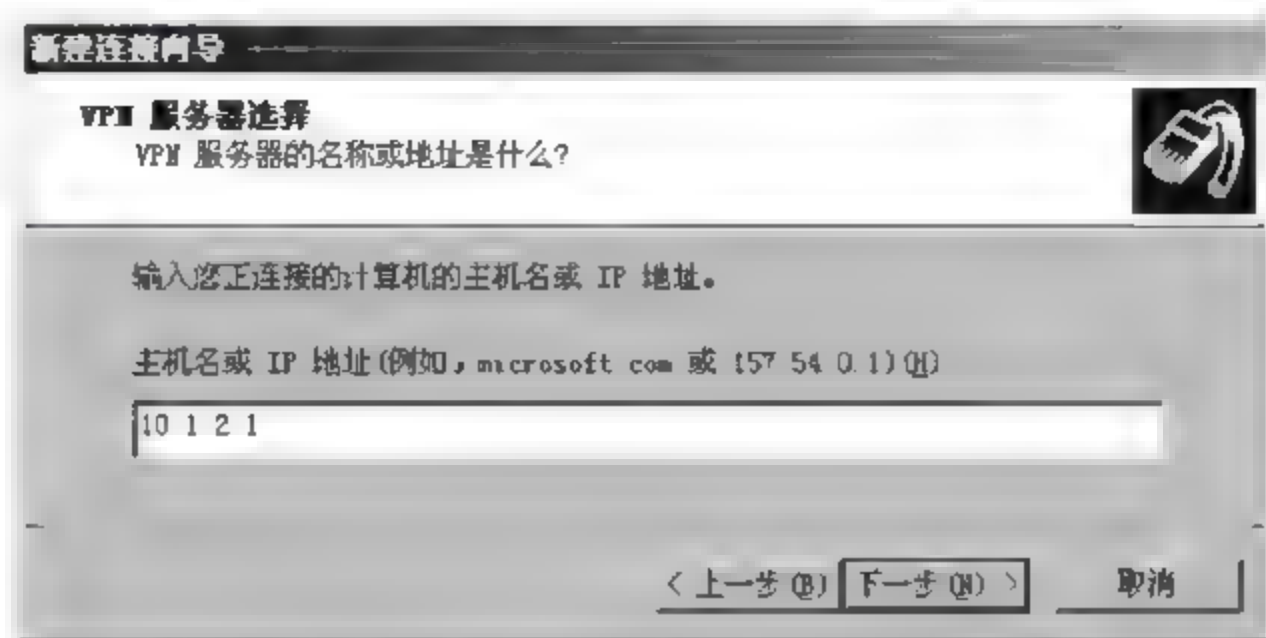 新建连接向导
VPN 服务器选择
VPN 服务器的名称或地址是什么?
输入您正连接的计算机的主机名或 IP 地址。
主机名或 IP 地址(例如，microsoft com 或 157 54 0.1)(H)
10 1 2 1
< 上一步(B) 下一步(N) > 取消